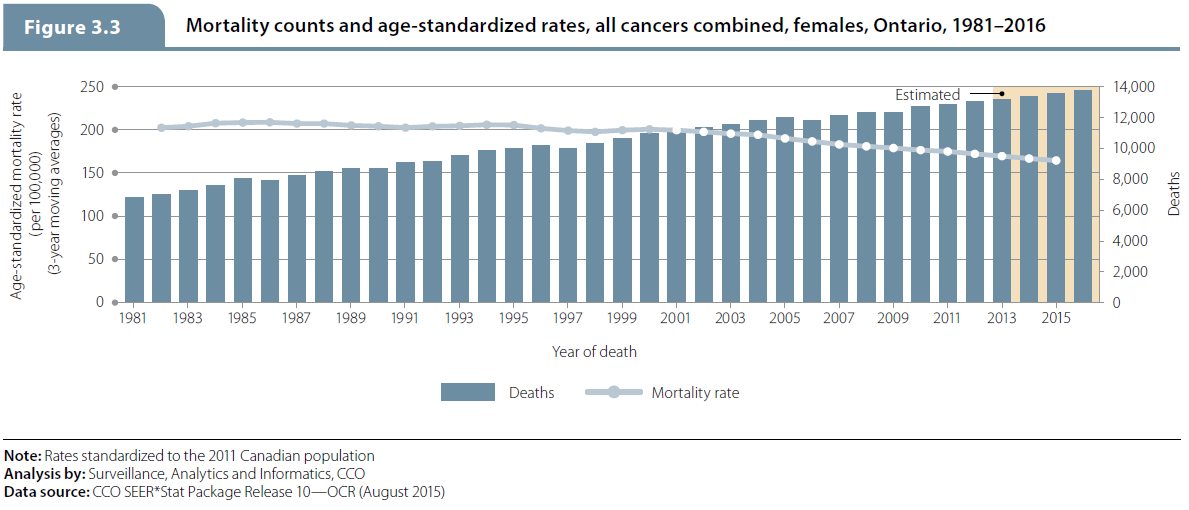 Figure 3.3
Mortality counts and age-standardized rates, all cancers combined, females, Ontario, 1981–2016
Age-standardized mortality rate
(per 100,000)
(3-year moving averages)
250
200
150
100
50
0
Estimated
14,000
12,000
10,000
8,000
6,000
4,000
2,000
0
Deaths
1981 1983 1985 1987 1989 1991 1993 1995 1997 1999 2001 2003 2005 2007 2009 2011 2013 2015
Year of death
Deaths Mortality rate
Note: Rates standardized to the 2011 Canadian population
Analysis by: Surveillance, Analytics and Informatics, CCO
Data source: CCO SEER*Stat Package Release 10—OCR (August 2015)